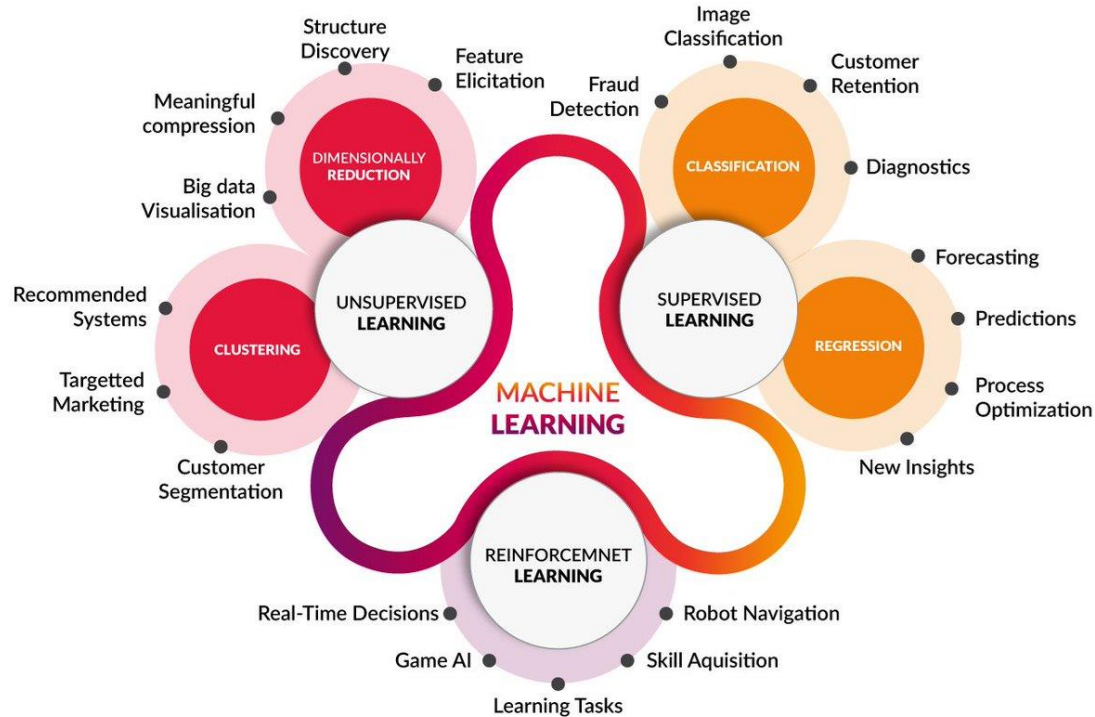 Structure
Discovery
Feature
Elicitation
Meaningful
compression
Big data
Visualisation
DIMENSIONALLY
REDUCTION
UNSUPERVISED
LEARNING
Recommended
Systems
Targetted
Marketing
Customer
Segmentation
CLUSTERING
Image
Classification
Fraud
Detection
Customer
Retention
Diagnostics
CLASSIFICATION
SUPERVISED
LEARNING
Forecasting
Predictions
Process
Optimization
New Insights
REGRESSION
MACHINE
LEARNING
REINFORCEMNET
LEARNING
Real-Time Decisions
Game AI
Learning Tasks
Skill Aquisition
Robot Navigation